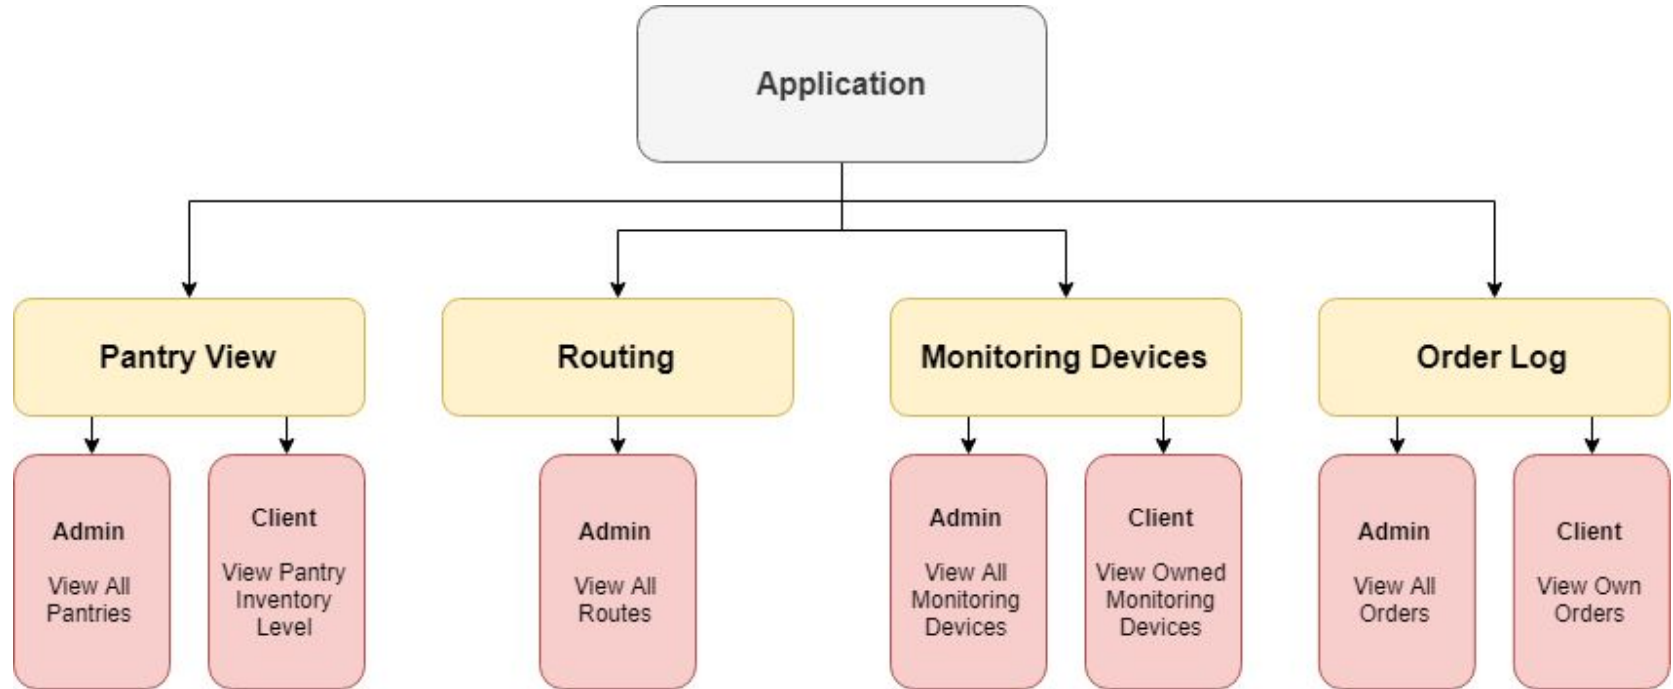 Application
Pantry View
Routing
Monitoring Devices
Order Log
Admin
View All
Pantries
Client
View Pantry
Inventory
Level
Admin
View All
Routes
Admin
View All
Monitoring
Devices
Client
View Owned
Monitoring
Devices
Admin
View All
Orders
Client
View Own
Orders